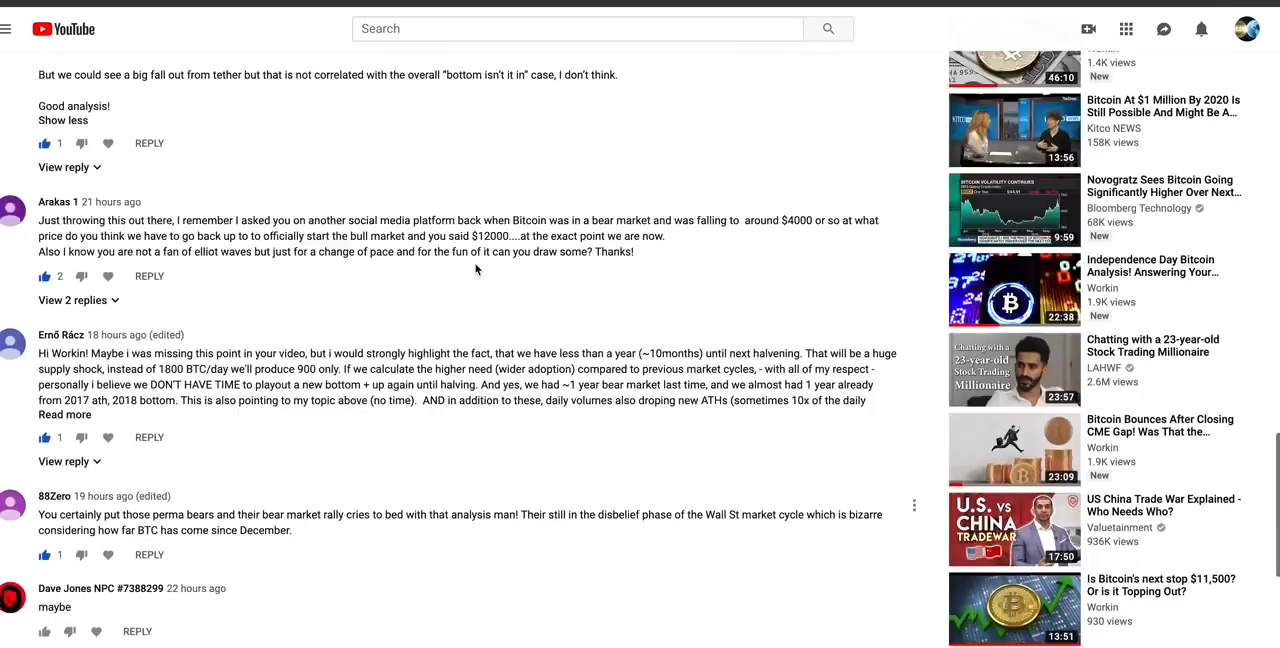 YouTube
Search
But we could see a big fall out from tether but that is not correlated with the overall “bottom isn’t it in” case, I don’t think.
Good analysis!
Show less
1 REPLY
View reply
Arakas 1 21 hours ago
Just throwing this out there, I remember I asked you on another social media platform back when Bitcoin was in a bear market and was falling to around $4000 or so at what
price do you think we have to go back up to to officially start the bull market and you said $12000....at the exact point we are now.
Also I know you are not a fan of elliot waves but just for a change of pace and for the fun of it can you draw some? Thanks!
2 REPLY
View 2 replies
Ernő Rácz 18 hours ago (edited)
Hi Workin! Maybe i was missing this point in your video, but i would strongly highlight the fact, that we have less than a year (~10months) until next halvening. That will be a huge
supply shock, instead of 1800 BTC/day we'll produce 900 only. If we calculate the higher need (wider adoption) compared to previous market cycles, - with all of my respect -
personally i believe we DON'T HAVE TIME to playout a new bottom + up again until halving. And yes, we had ~1 year bear market last time, and we almost had 1 year already
from 2017 ath, 2018 bottom. This is also pointing to my topic above (no time). AND in addition to these, daily volumes also droping new ATHs (sometimes 10x of the daily
Read more
1 REPLY
View reply
88Zero 19 hours ago (edited)
You certainly put those perma bears and their bear market rally cries to bed with that analysis man! Their still in the disbelief phase of the Wall St market cycle which is bizarre
considering how far BTC has come since December.
1 REPLY
Dave Jones NPC #7388299 22 hours ago
maybe
REPLY
46:10
1.4K views
New
KITCO NEWS
13:56
Bitcoin At $1 Million By 2020 Is
Still Possible And Might Be A...
Kitco NEWS
158K views
BITCOIN VOLATILITY CONTINUES
Bloomberg
9:59
Novogratz Sees Bitcoin Going
Significantly Higher Over Next...
Bloomberg Technology
68K views
New
22:38
Independence Day Bitcoin
Analysis! Answering Your...
Workin
1.9K views
New
Chatting with a
23-year-old
Stock Trading
Millionaire
23:57
Chatting with a 23-year-old
Stock Trading Millionaire
LAHWF
2.6M views
23:09
Bitcoin Bounces After Closing
CME Gap! Was That the...
Workin
1.9K views
New
U.S. vs
CHINA
TRADEWAR
17:50
US China Trade War Explained -
Who Needs Who?
Valuetainment
936K views
13:51
Is Bitcoin's next stop $11,500?
Or is it Topping Out?
Workin
930 views